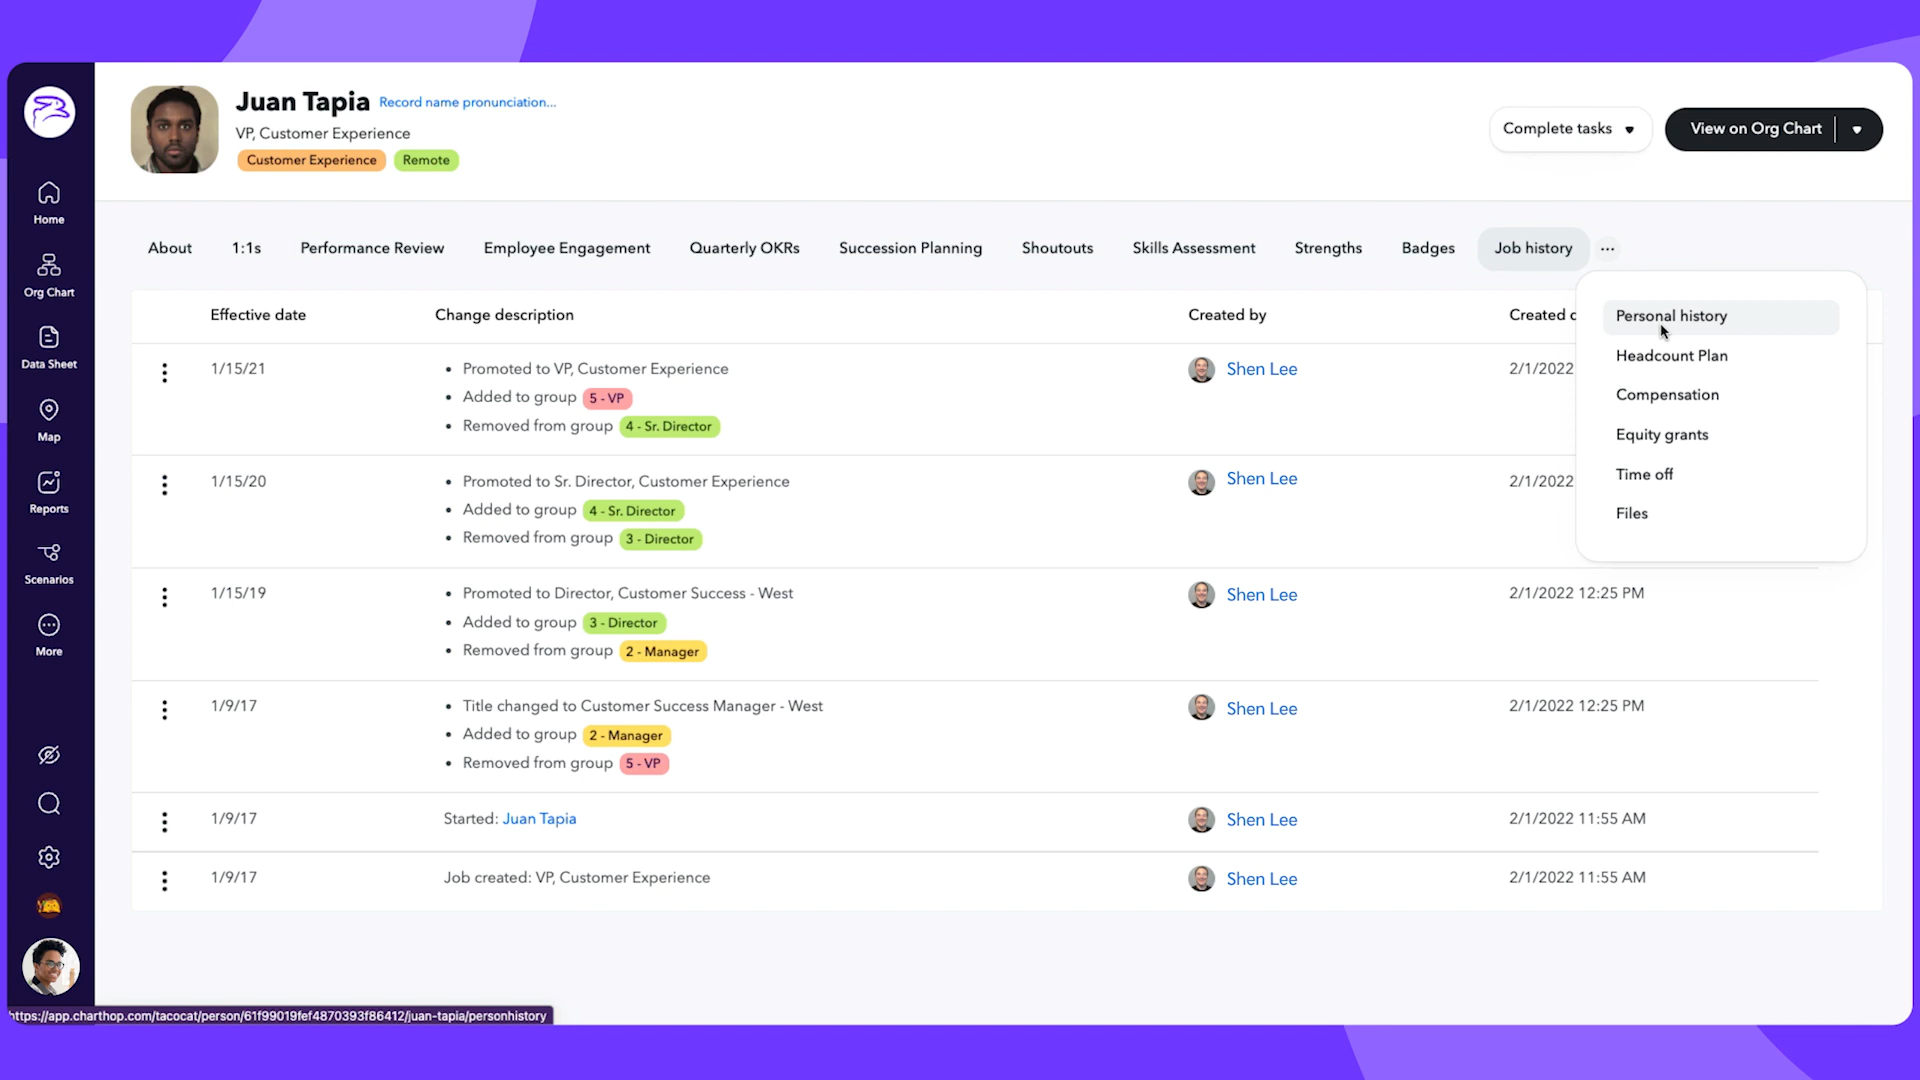 Juan Tapia Record name pronunciation...
VP, Customer Experience
Customer Experience Remote
Complete tasks
View on Org Chart
Home
Org Chart
Data Sheet
Map
Reports
Scenarios
More
About 1:1s Performance Review Employee Engagement Quarterly OKRs Succession Planning Shoutouts Skills Assessment Strengths Badges Job history ...
Personal history
Headcount Plan
Compensation
Equity grants
Time off
Files
Effective date Change description Created by Created
1/15/21 • Promoted to VP, Customer Experience Shen Lee 2/1/2022
• Added to group 5 - VP
• Removed from group 4 - Sr. Director
1/15/20 • Promoted to Sr. Director, Customer Experience Shen Lee 2/1/2022
• Added to group 4 - Sr. Director
• Removed from group 3 - Director
1/15/19 • Promoted to Director, Customer Success - West Shen Lee 2/1/2022 12:25 PM
• Added to group 3 - Director
• Removed from group 2 - Manager
1/9/17 • Title changed to Customer Success Manager - West Shen Lee 2/1/2022 12:25 PM
• Added to group 2 - Manager
• Removed from group 5 - VP
1/9/17 Started: Juan Tapia Shen Lee 2/1/2022 11:55 AM
1/9/17 Job created: VP, Customer Experience Shen Lee 2/1/2022 11:55 AM
https://app.charthop.com/tacocat/person/61f99019fef4870393f86412/juan-tapia/personhistory